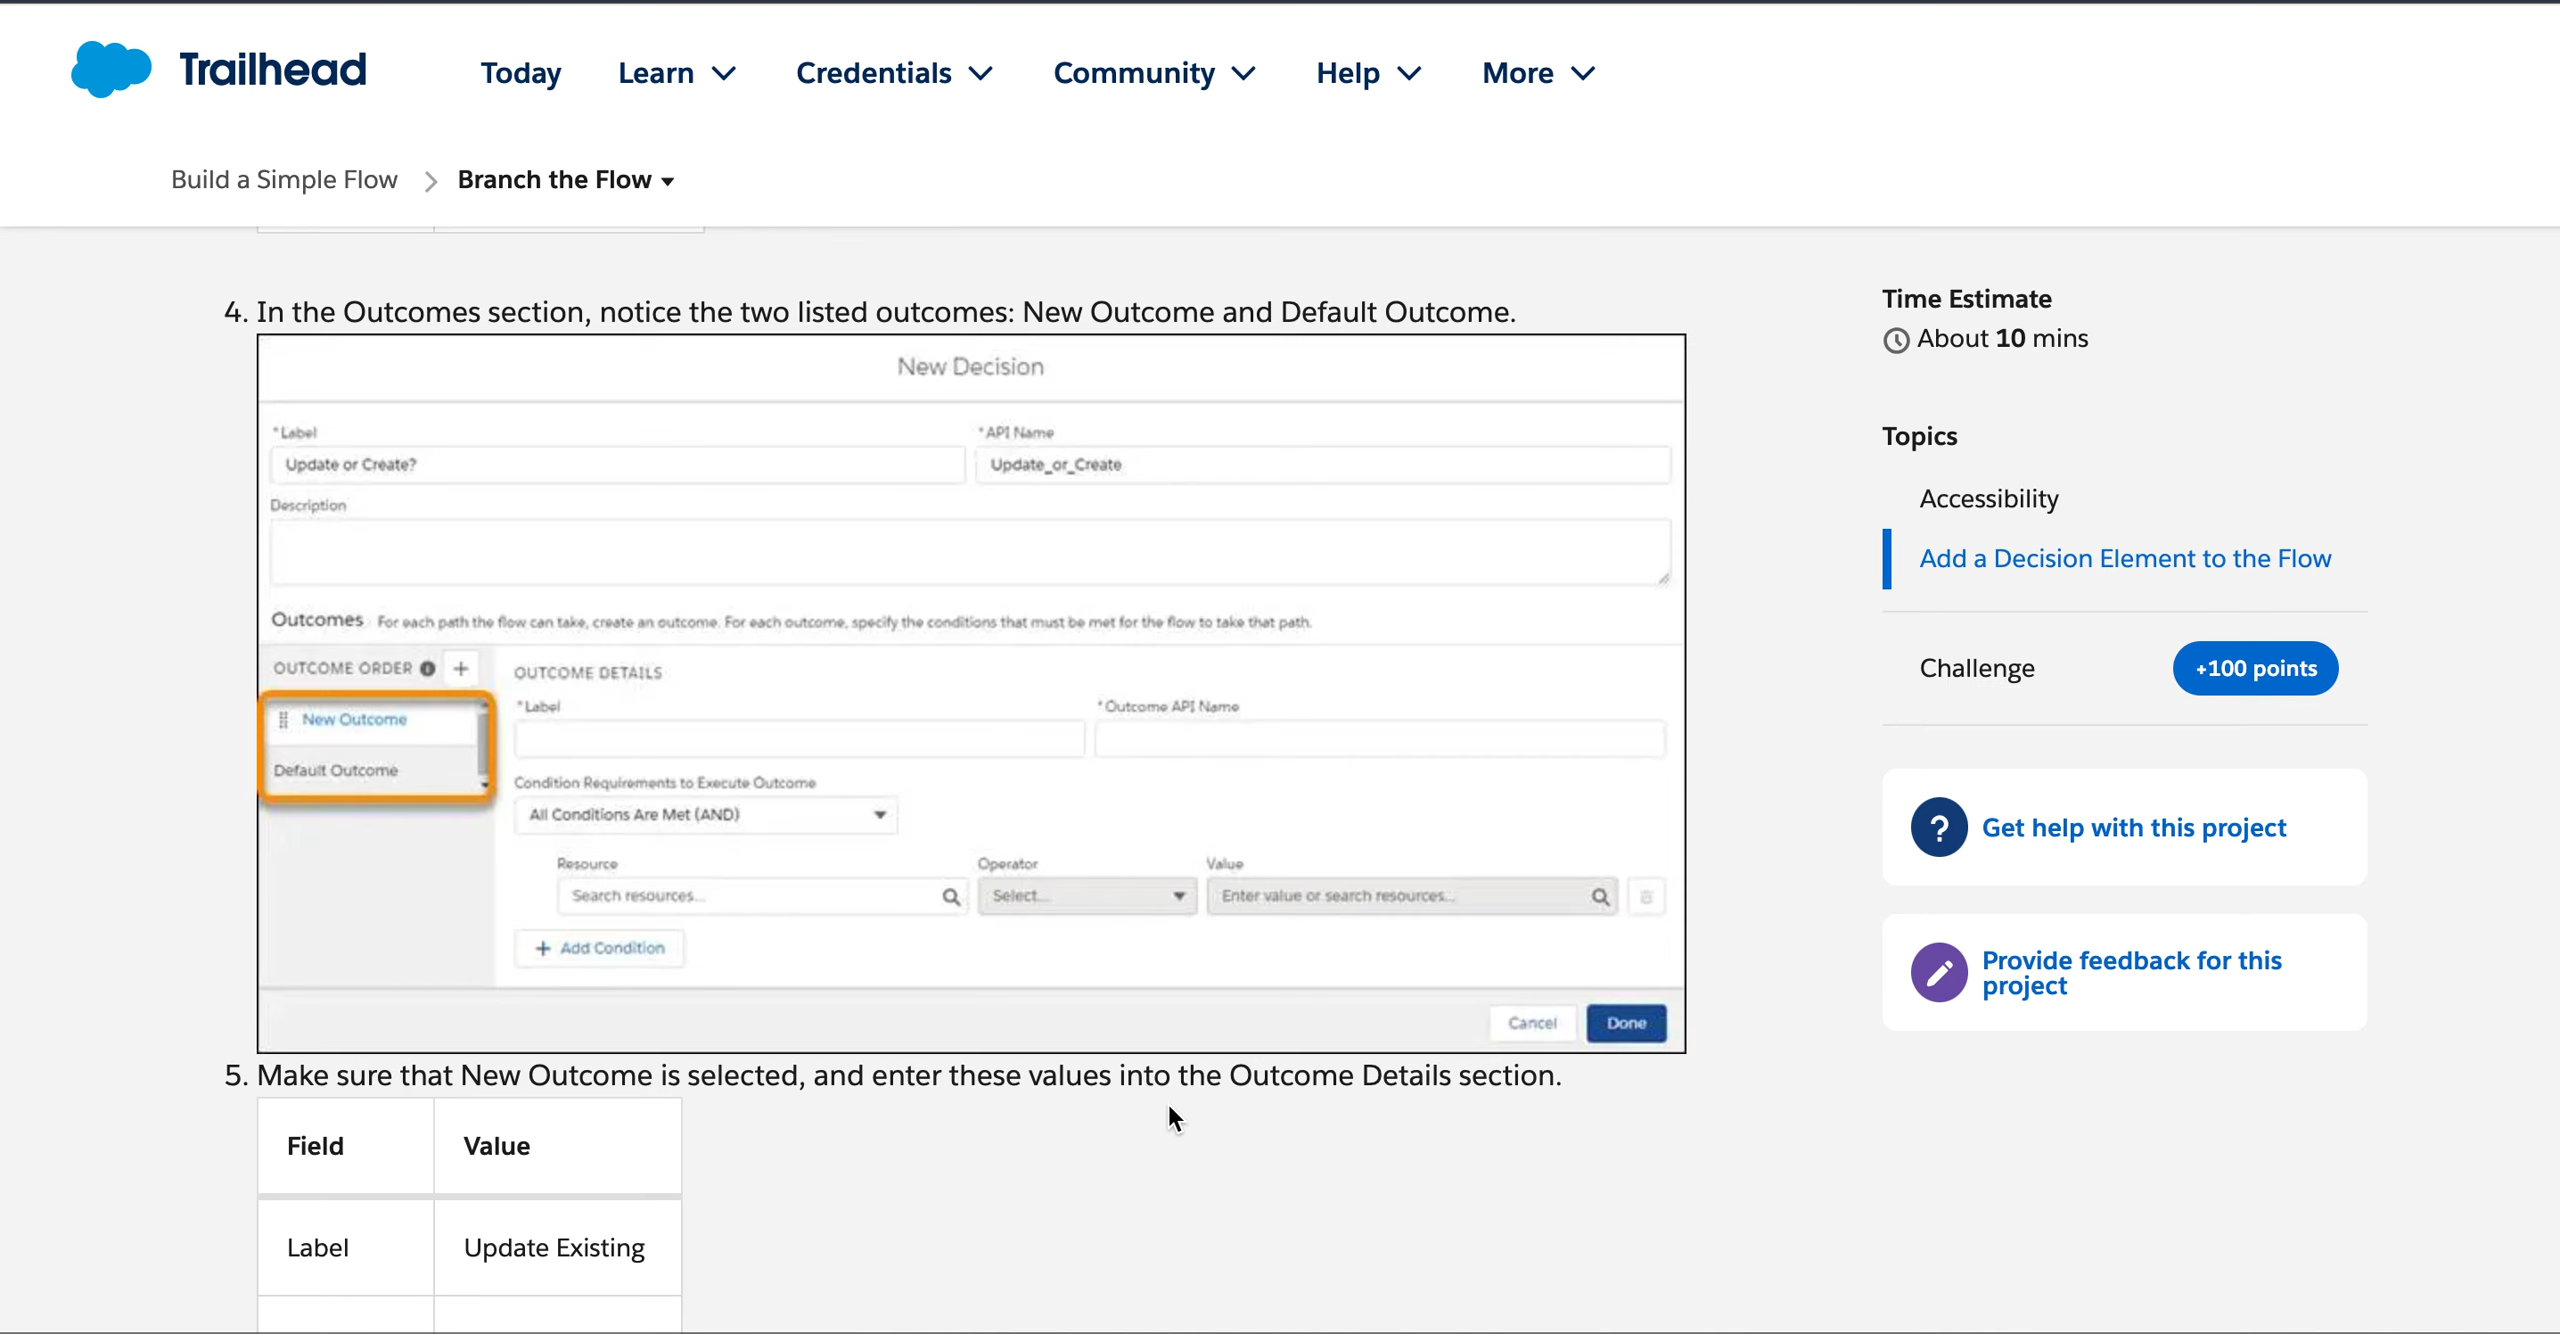 Trailhead
Today
Learn
Credentials
Community
Help
More
Build a Simple Flow
Branch the Flow
4. In the Outcomes section, notice the two listed outcomes: New Outcome and Default Outcome.
New Decision
*Label
*API Name
Update or Create?
Update_or_Create
Description
Outcomes For each path the flow can take, create an outcome. For each outcome, specify the conditions that must be met for the flow to take that path.
OUTCOME ORDER
OUTCOME DETAILS
New Outcome
Default Outcome
*Label
*Outcome API Name
Condition Requirements to Execute Outcome
All Conditions Are Met (AND)
Resource
Operator
Value
Search resources...
Select...
Enter value or search resources...
+ Add Condition
Cancel
Done
5. Make sure that New Outcome is selected, and enter these values into the Outcome Details section.
Field
Value
Label
Update Existing
Time Estimate
About 10 mins
Topics
Accessibility
Add a Decision Element to the Flow
Challenge
+100 points
? Get help with this project
Provide feedback for this
project